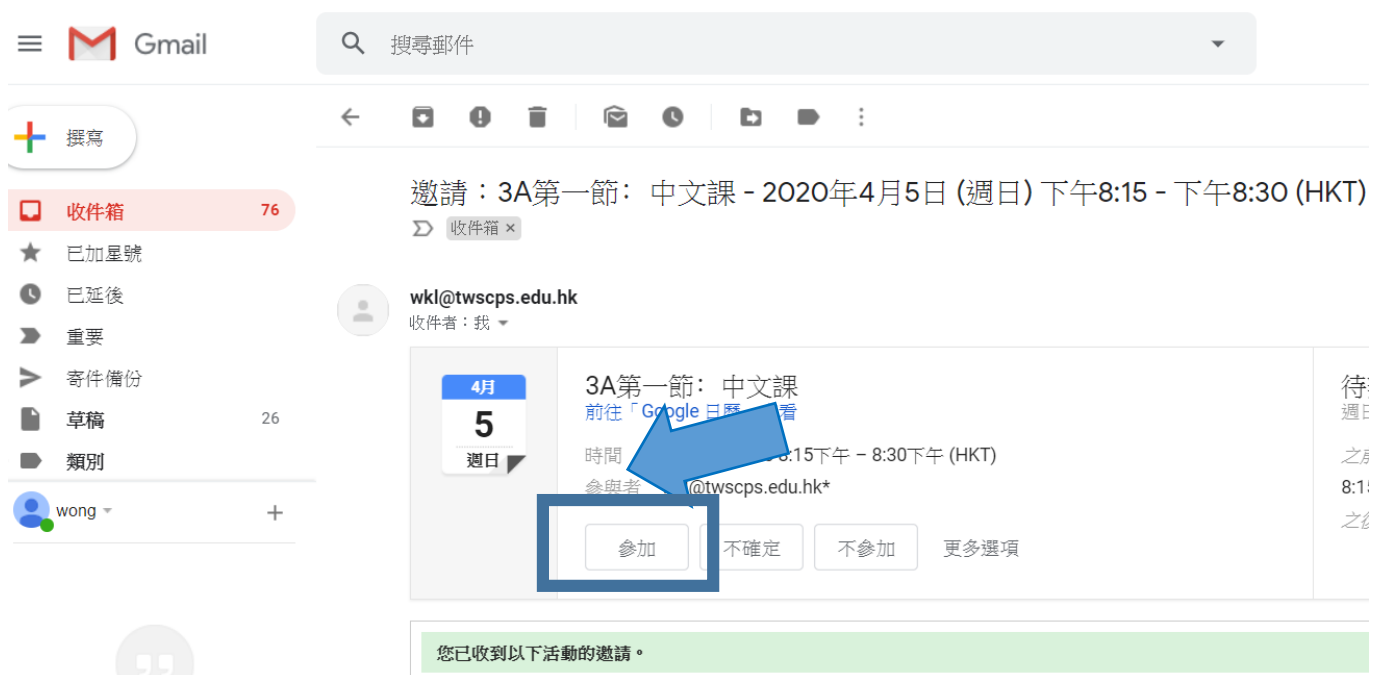 Gmail
搜尋郵件
撰寫
收件箱 76
已加星號
已延後
重要
寄件備份
草稿 26
類別
wong
邀請：3A第一節：中文課 - 2020年4月5日 (週日) 下午8:15 - 下午8:30 (HKT)
收件箱 ×
wkl@twscps.edu.hk
收件者：我
4月
5
週日
3A第一節：中文課
前往「Google 日曆 看
時間 8:15下午 – 8:30下午 (HKT)
參與者 @twscps.edu.hk*
參加 不確定 不參加 更多選項
待
週日
8:1
您已收到以下活動的邀請。